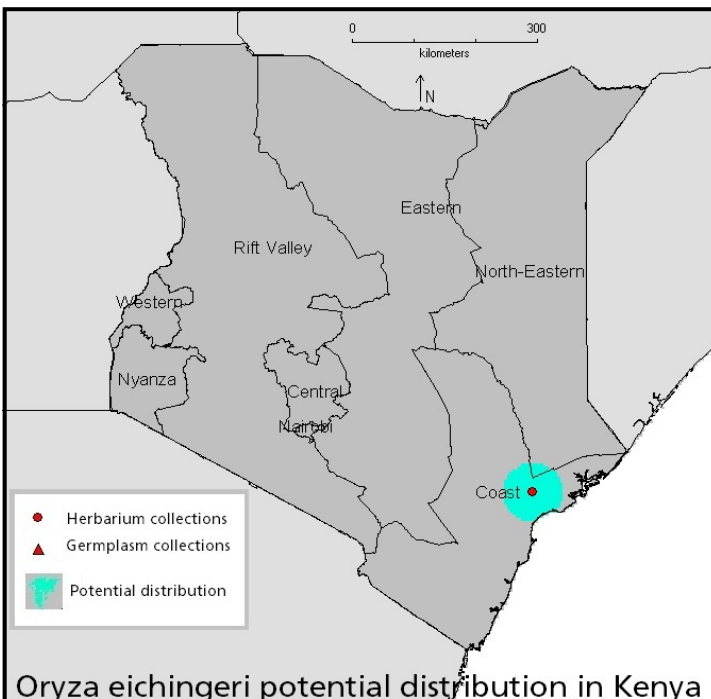 0 300
kilometers
N
Eastern
Rift Valley
North-Eastern
Western
Nyanza
Central
Nairobi
Coast
Herbarium collections
Germplasm collections
Potential distribution
Oryza eichingeri potential distribution in Kenya